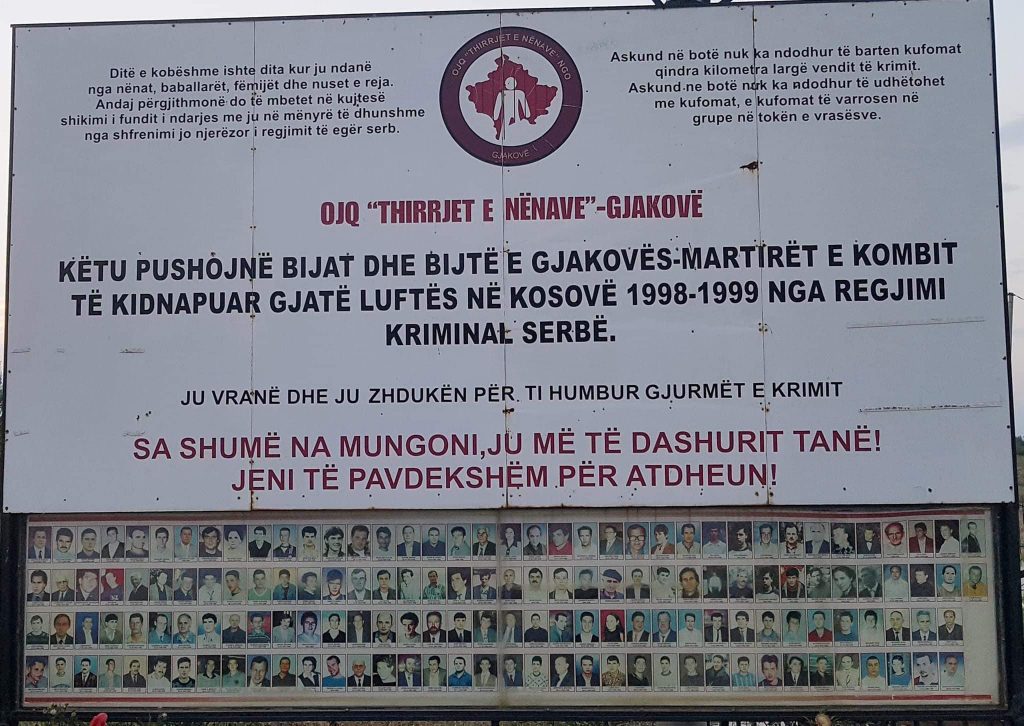 Ditë e kobëshme ishte dita kur ju ndanë
nga nënat, baballarët, fëmijët dhe nuset e reja.
Andaj përgjithmonë do të mbetet në kujtesë
shikimi i fundit i ndarjes me ju në mënyrë të dhunshme
nga shfrenimi jo njerëzor i regjimit të egër serb.
OJQ "THIRRJET E NËNAVE" NGO
GJAKOVË
Askund në botë nuk ka ndodhur të barten kufomat
qindra kilometra largë vendit të krimit.
Askund ne botë nuk ka ndodhur të udhëtohet
me kufomat, e kufomat të varrosen në
grupe në tokën e vrasësve.
OJQ “THIRRJET E NËNAVE”-GJAKOVË
KËTU PUSHOJNË BIJAT DHE BIJTË E GJAKOVËS-MARTIRËT E KOMBIT
TË KIDNAPUAR GJATË LUFTËS NË KOSOVË 1998-1999 NGA REGJIMI
KRIMINAL SERBË.
JU VRANË DHE JU ZHDUKËN PËR TI HUMBUR GJURMËT E KRIMIT
SA SHUMË NA MUNGONI,JU MË TË DASHURIT TANË!
JENI TË PAVDEKSHËM PËR ATDHEUN!